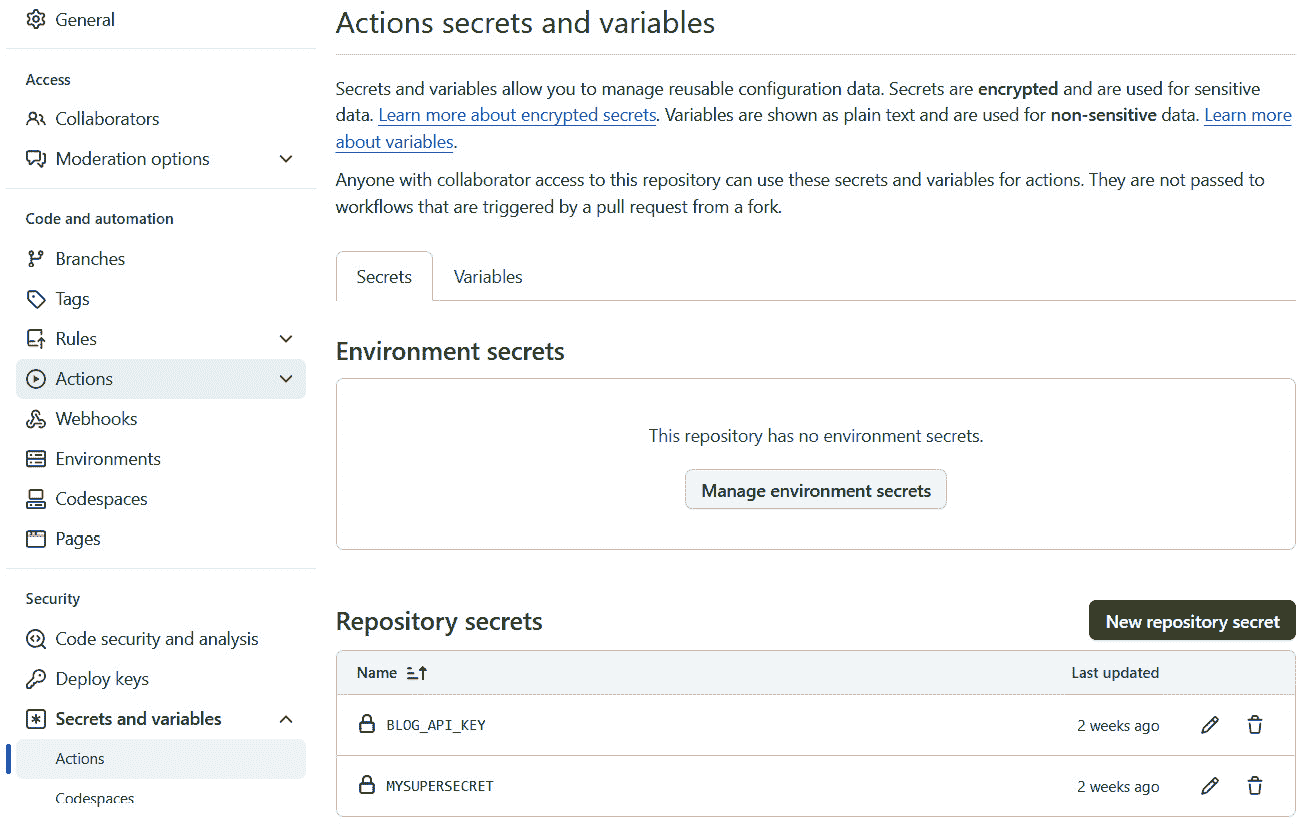 General
Access
Collaborators
Moderation options
Code and automation
Branches
Tags
Rules
Actions
Webhooks
Environments
Codespaces
Pages
Security
Code security and analysis
Deploy keys
Secrets and variables
Actions
Codespaces
Actions secrets and variables
Secrets and variables allow you to manage reusable configuration data. Secrets are encrypted and are used for sensitive
data. Learn more about encrypted secrets. Variables are shown as plain text and are used for non-sensitive data. Learn more
about variables.
Anyone with collaborator access to this repository can use these secrets and variables for actions. They are not passed to
workflows that are triggered by a pull request from a fork.
Secrets Variables
Environment secrets
This repository has no environment secrets.
Manage environment secrets
Repository secrets New repository secret
Name Last updated
BLOG_API_KEY 2 weeks ago
MYSUPERSECRET 2 weeks ago